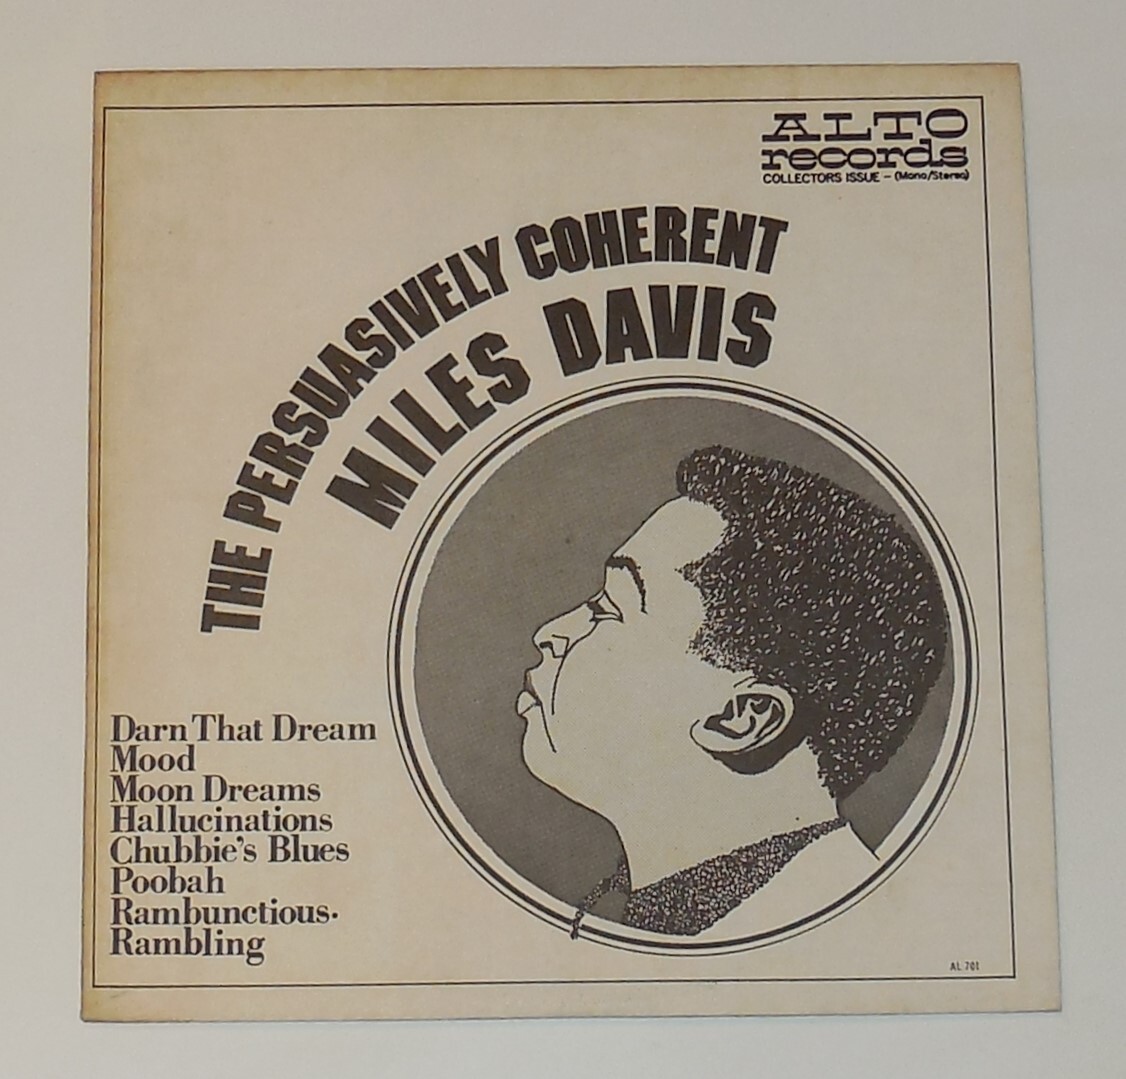 ALTO
records
COLLECTORS ISSUE - (Mono/Stereo)
THE PERSUASIVELY COHERENT
MILES DAVIS
Darn That Dream
Mood
Moon Dreams
Hallucinations
Chubbie's Blues
Poobah
Rambunctious·
Rambling
AL 701